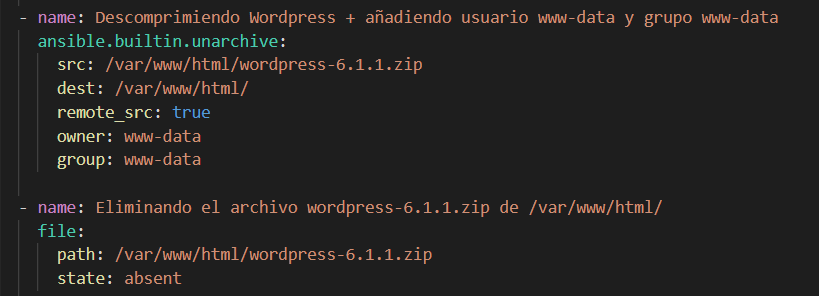 - name: Descomprimiendo Wordpress + añadiendo usuario www-data y grupo www-data
  ansible.builtin.unarchive:
    src: /var/www/html/wordpress-6.1.1.zip
    dest: /var/www/html/
    remote_src: true
    owner: www-data
    group: www-data
- name: Eliminando el archivo wordpress-6.1.1.zip de /var/www/html/
  file:
    path: /var/www/html/wordpress-6.1.1.zip
    state: absent